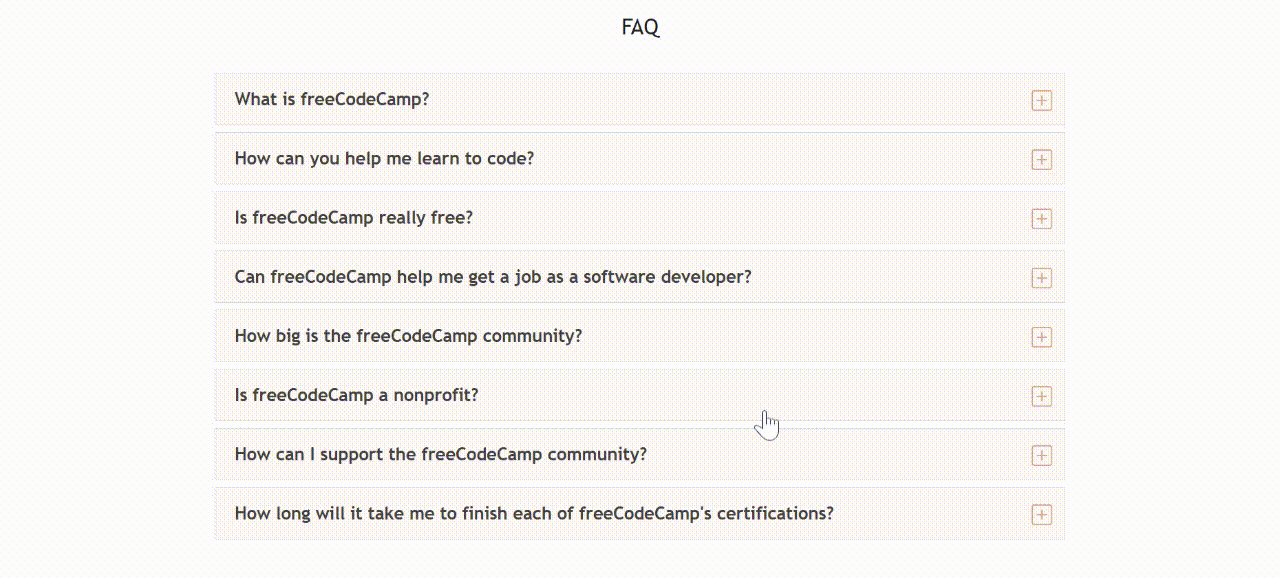 FAQ
What is freeCodeCamp?
How can you help me learn to code?
Is freeCodeCamp really free?
Can freeCodeCamp help me get a job as a software developer?
How big is the freeCodeCamp community?
Is freeCodeCamp a nonprofit?
How can I support the freeCodeCamp community?
How long will it take me to finish each of freeCodeCamp's certifications?